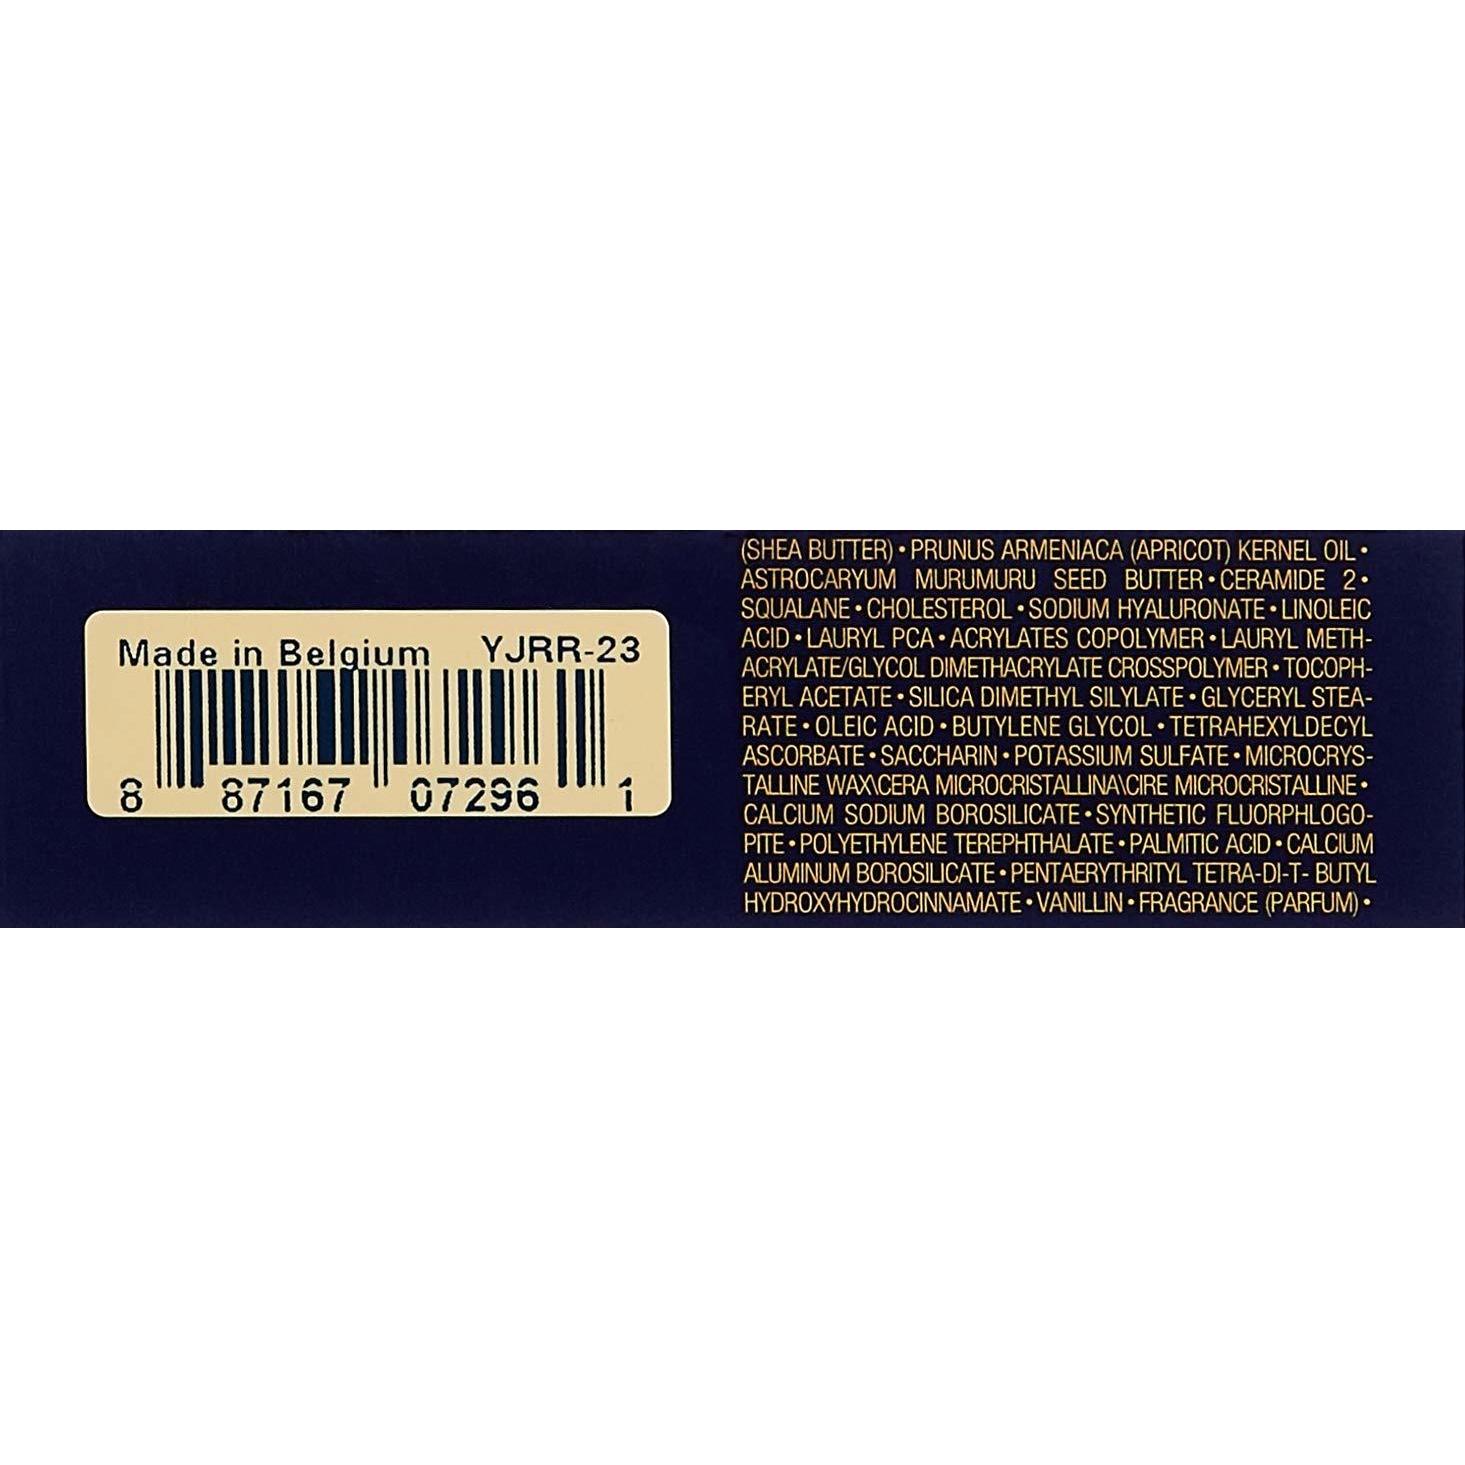 Made in Belgium YJRR-23
8 87167 07296 1
(SHEA BUTTER) • PRUNUS ARMENIACA (APRICOT) KERNEL OIL •
ASTROCARYUM MURUMURU SEED BUTTER • CERAMIDE 2 •
SQUALANE • CHOLESTEROL • SODIUM HYALURONATE • LINOLEIC
ACID • LAURYL PCA • ACRYLATES COPOLYMER • LAURYL METH-
ACRYLATE/GLYCOL DIMETHACRYLATE CROSSPOLYMER • TOCOPH-
ERYL ACETATE • SILICA DIMETHYL SILYLATE • GLYCERYL STEA-
RATE • OLEIC ACID • BUTYLENE GLYCOL • TETRAHEXYLDECYL
ASCORBATE • SACCHARIN • POTASSIUM SULFATE • MICROCRYS-
TALLINE WAX\CERA MICROCRISTALLINA\CIRE MICROCRISTALLINE •
CALCIUM SODIUM BOROSILICATE • SYNTHETIC FLUORPHLOGO-
PITE • POLYETHYLENE TEREPHTHALATE • PALMITIC ACID • CALCIUM
ALUMINUM BOROSILICATE • PENTAERYTHRITYL TETRA-DI-T- BUTYL
HYDROXYHYDROCINNAMATE • VANILLIN • FRAGRANCE (PARFUM) •